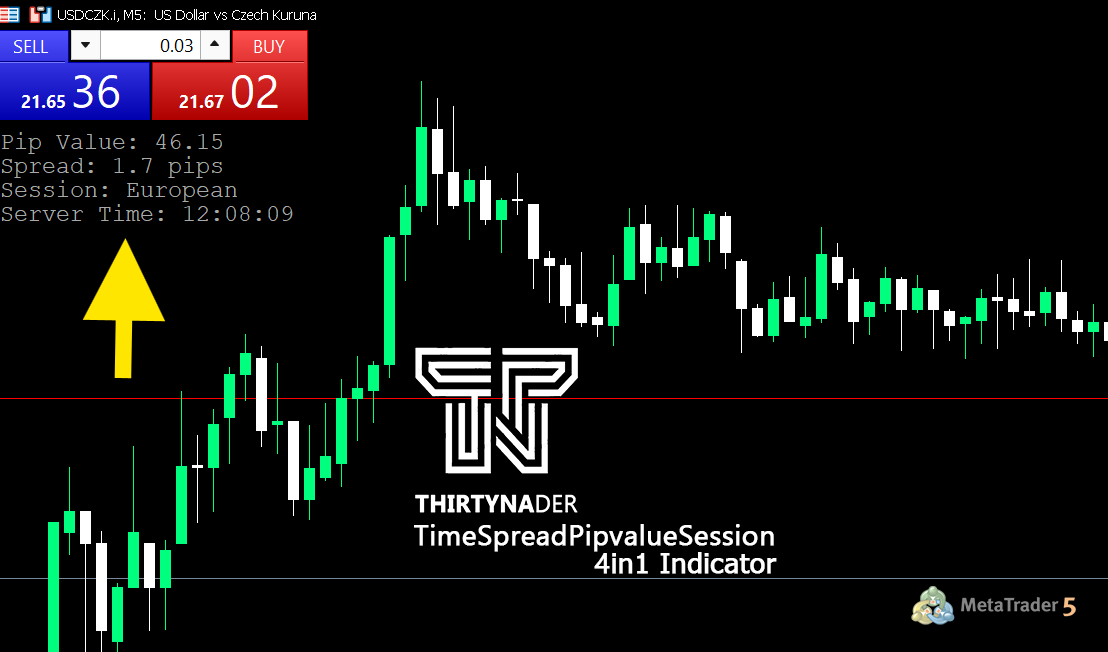 USDCZK.i, M5: US Dollar vs Czech Kuruna
SELL 0.03 BUY
21.65 36 21.67 02
Pip Value: 46.15
Spread: 1.7 pips
Session: European
Server Time: 12:08:09
THIRTYNADER
TimeSpreadPipvalueSession
4in1 Indicator
MetaTrader 5